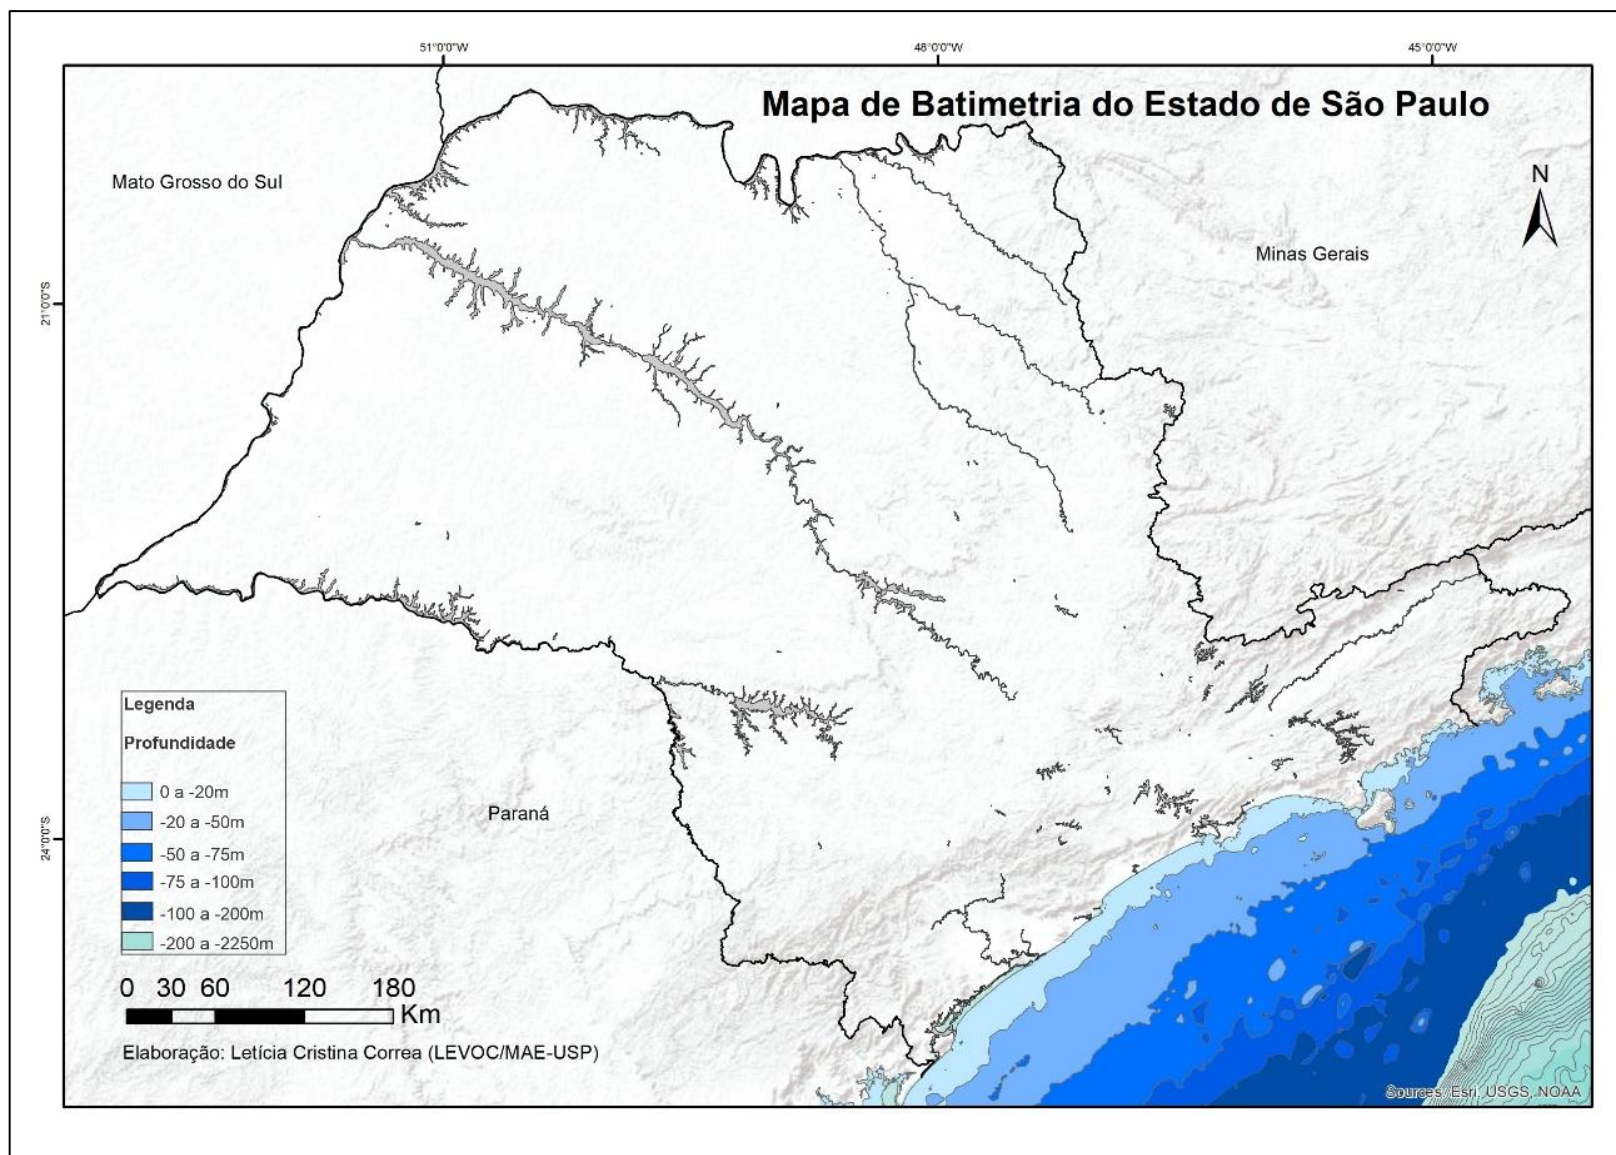 51°0'0"W
48°0'0"W
45°0'0"W
Mapa de Batimetria do Estado de São Paulo
Mato Grosso do Sul
N
Minas Gerais
21°0'0"S
Legenda
Profundidade
0 a -20m
-20 a -50m
-50 a -75m
-75 a -100m
-100 a -200m
-200 a -2250m
Paraná
24°0'0"S
0 30 60 120 180
Km
Elaboração: Letícia Cristina Correa (LEVOC/MAE-USP)
Sources: Esri, USGS, NOAA